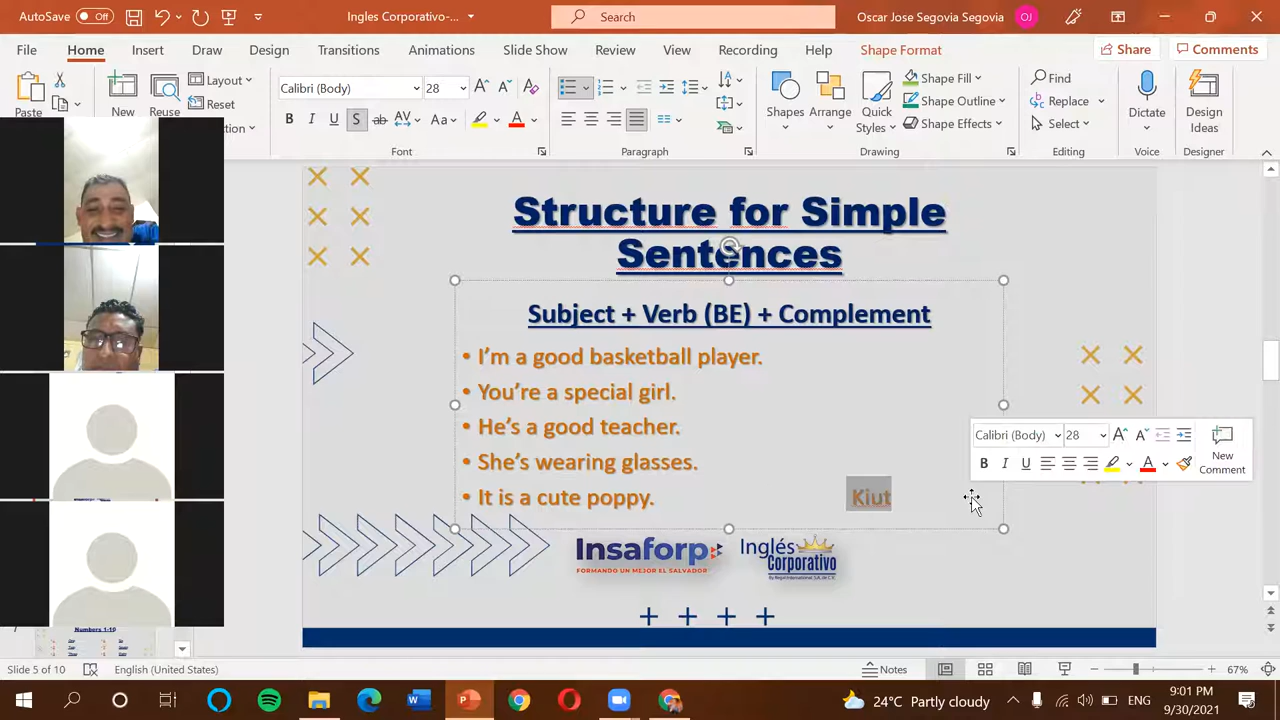 AutoSave Off Ingles Corporativo-... Search Oscar Jose Segovia Segovia OJ
File Home Insert Draw Design Transitions Animations Slide Show Review View Recording Help Shape Format Share Comments
Paste New Reuse Layout Reset Calibri (Body) 28 Shapes Arrange Quick Styles Shape Fill Shape Outline Shape Effects Find Replace Select Dictate Design Ideas
Font Paragraph Drawing Editing Voice Designer
Structure for Simple
Sentences
Subject + Verb (BE) + Complement
• I'm a good basketball player.
• You're a special girl.
• He's a good teacher.
• She's wearing glasses.
• It is a cute poppy. Kiut
Calibri (Body) 28 New Comment
B I U A
Insaforp
FORMANDO UN MEJOR EL SALVADOR
Inglés
Corporativo
Numbers 1-10
Slide 5 of 10 English (United States) Notes 67%
24°C Partly cloudy ENG 9:01 PM
9/30/2021